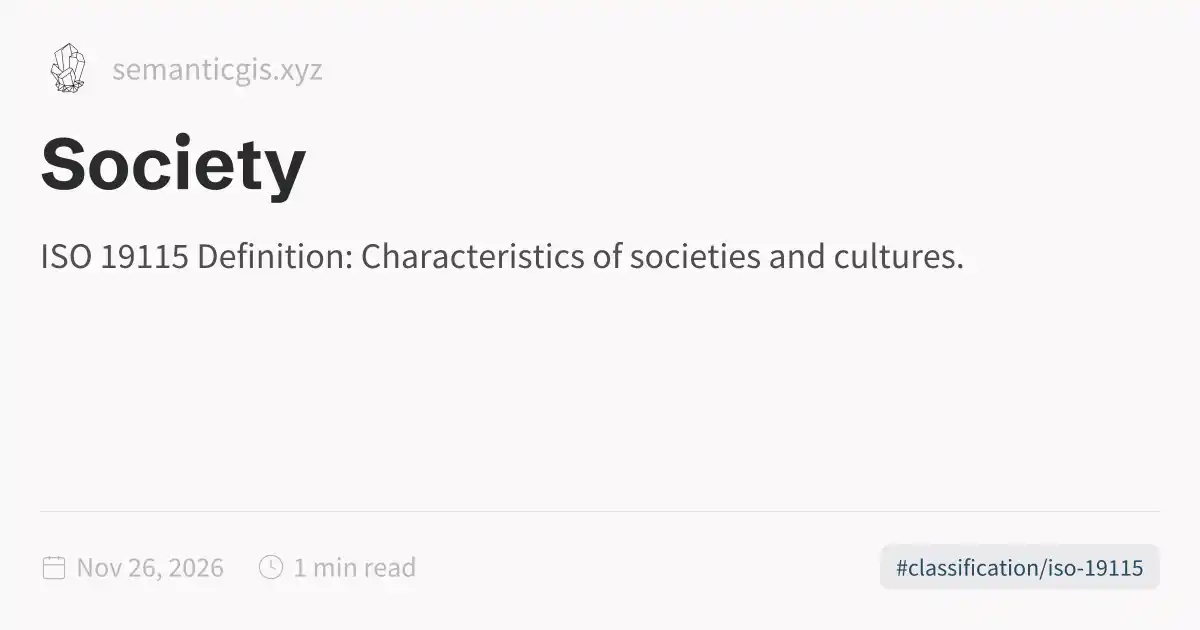 semanticgis.xyz
Society
ISO 19115 Definition: Characteristics of societies and cultures.
Nov 26, 2026 1 min read
#classification/iso-19115